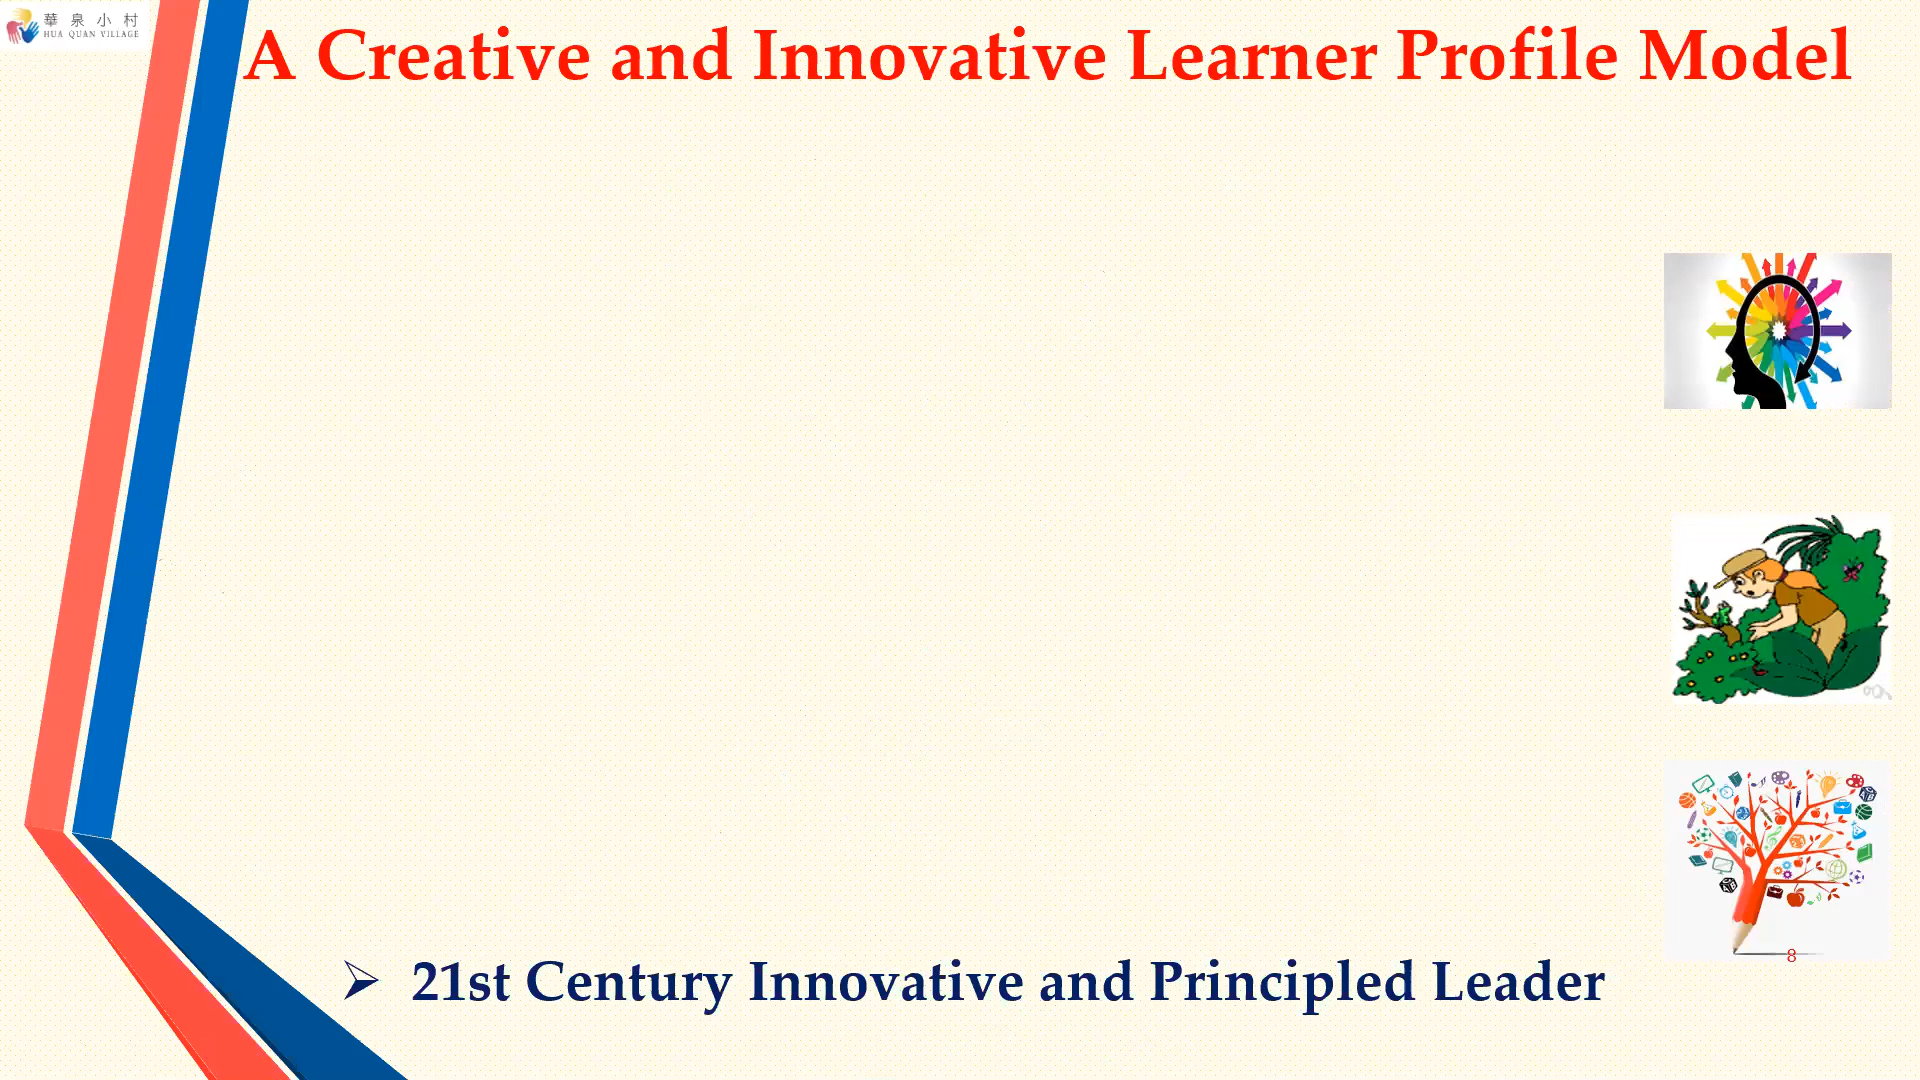 華泉小村
HUA QUAN VILLAGE
A Creative and Innovative Learner Profile Model
8
➢ 21st Century Innovative and Principled Leader